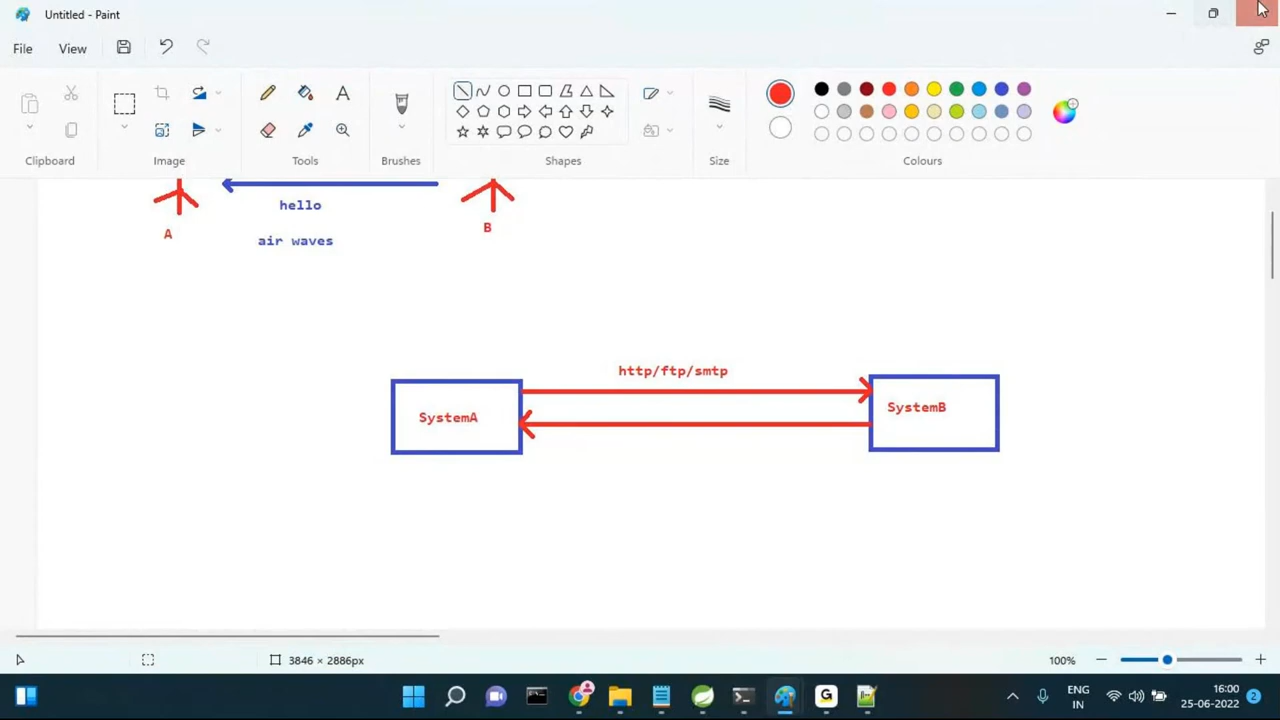 Untitled - Paint
File
View
Clipboard
Image
Tools
Brushes
Shapes
Size
Colours
hello
A
B
air waves
http/ftp/smtp
SystemA
SystemB
3846 × 2886px
100%
ENG
IN
16:00
25-06-2022
2